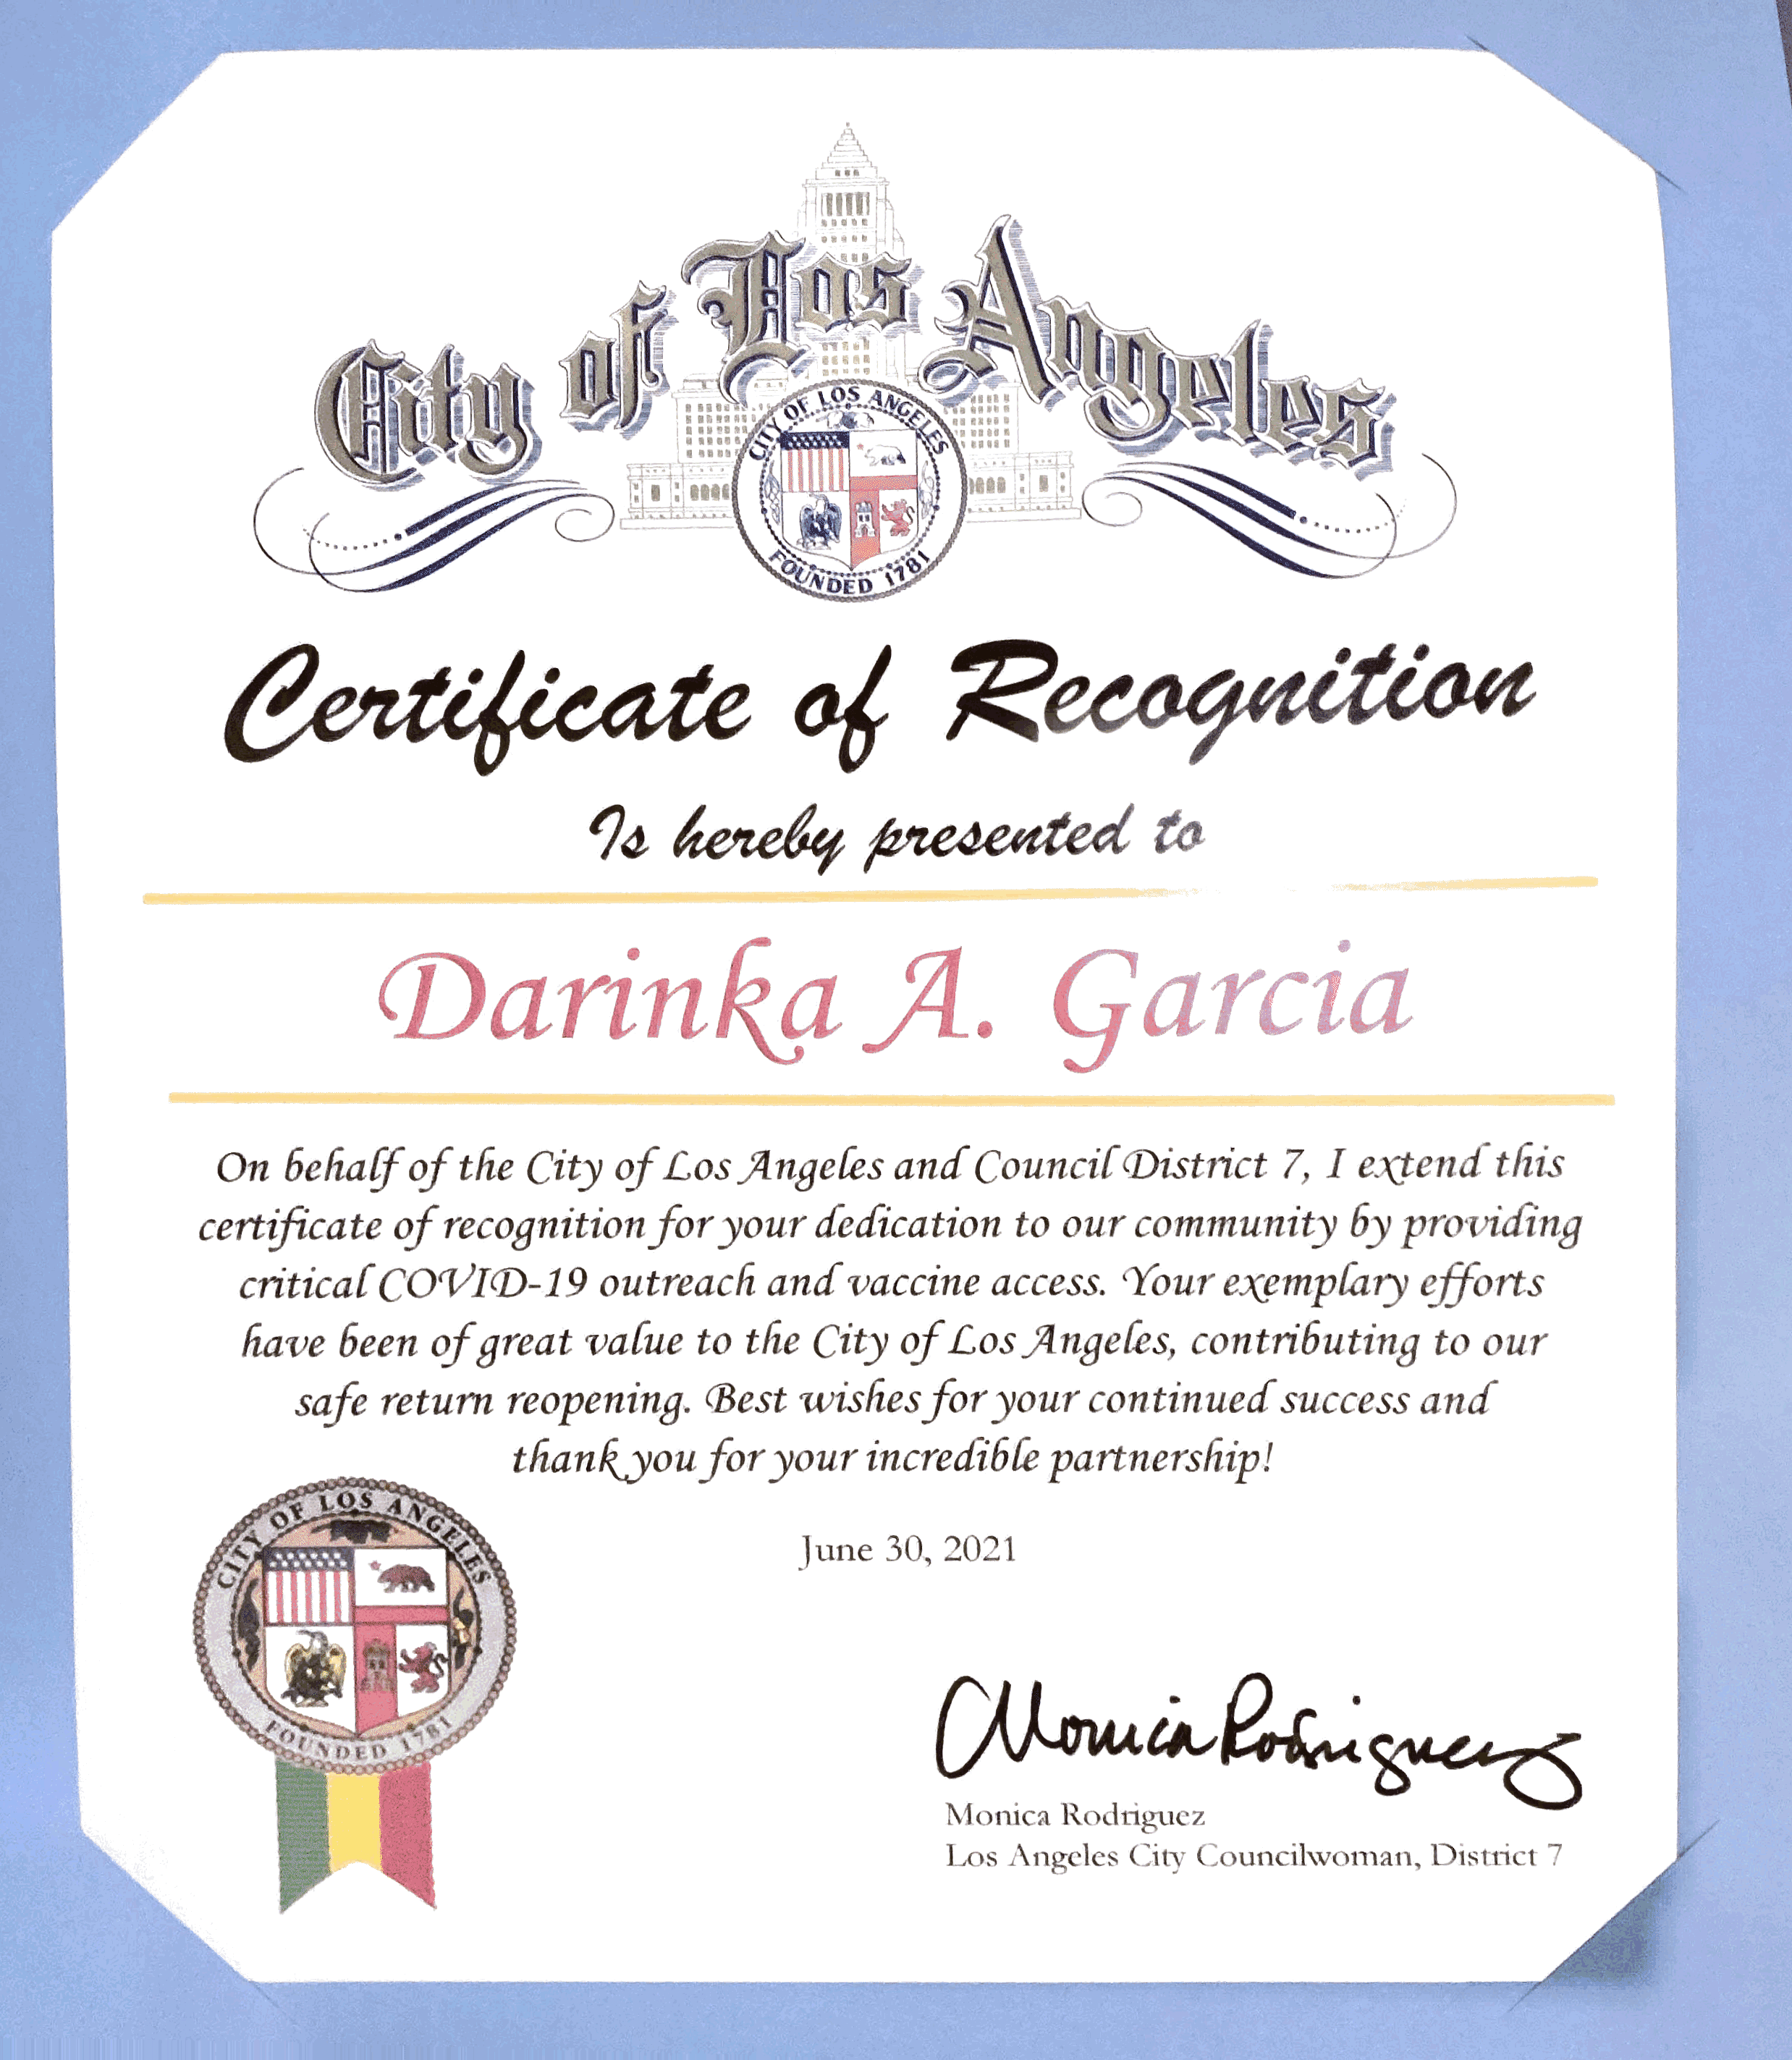 City of Los Angeles
CITY OF LOS ANGELES
FOUNDED 1781
Certificate of Recognition
Is hereby presented to
Darinka A. Garcia
On behalf of the City of Los Angeles and Council District 7, I extend this
certificate of recognition for your dedication to our community by providing
critical COVID-19 outreach and vaccine access. Your exemplary efforts
have been of great value to the City of Los Angeles, contributing to our
safe return reopening. Best wishes for your continued success and
thank you for your incredible partnership!
CITY OF LOS ANGELES
FOUNDED 1781
June 30, 2021
Monica Rodriguez
Monica Rodriguez
Los Angeles City Councilwoman, District 7